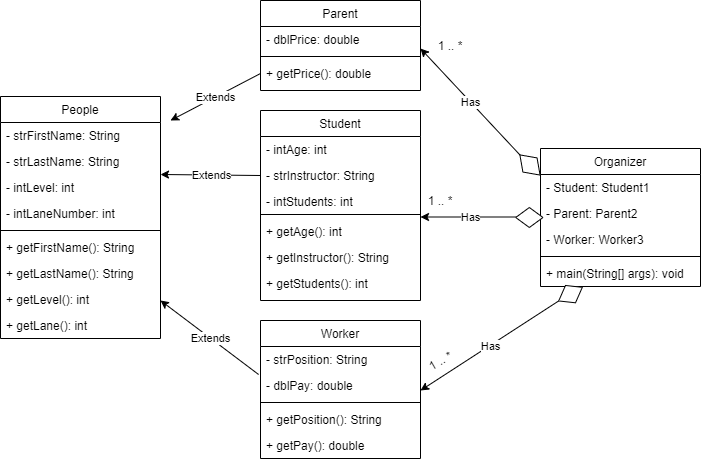 Parent
- dblPrice: double
+ getPrice(): double
1 .. *
Extends
Has
People
- strFirstName: String
- strLastName: String
- intLevel: int
- intLaneNumber: int
+ getFirstName(): String
+ getLastName(): String
+ getLevel(): int
+ getLane(): int
Extends
Student
- intAge: int
- strInstructor: String
- intStudents: int
+ getAge(): int
+ getInstructor(): String
+ getStudents(): int
1 .. *
Has
Organizer
- Student: Student1
- Parent: Parent2
- Worker: Worker3
+ main(String[] args): void
Extends
Worker
- strPosition: String
- dblPay: double
+ getPosition(): String
+ getPay(): double
1 .. *
Has